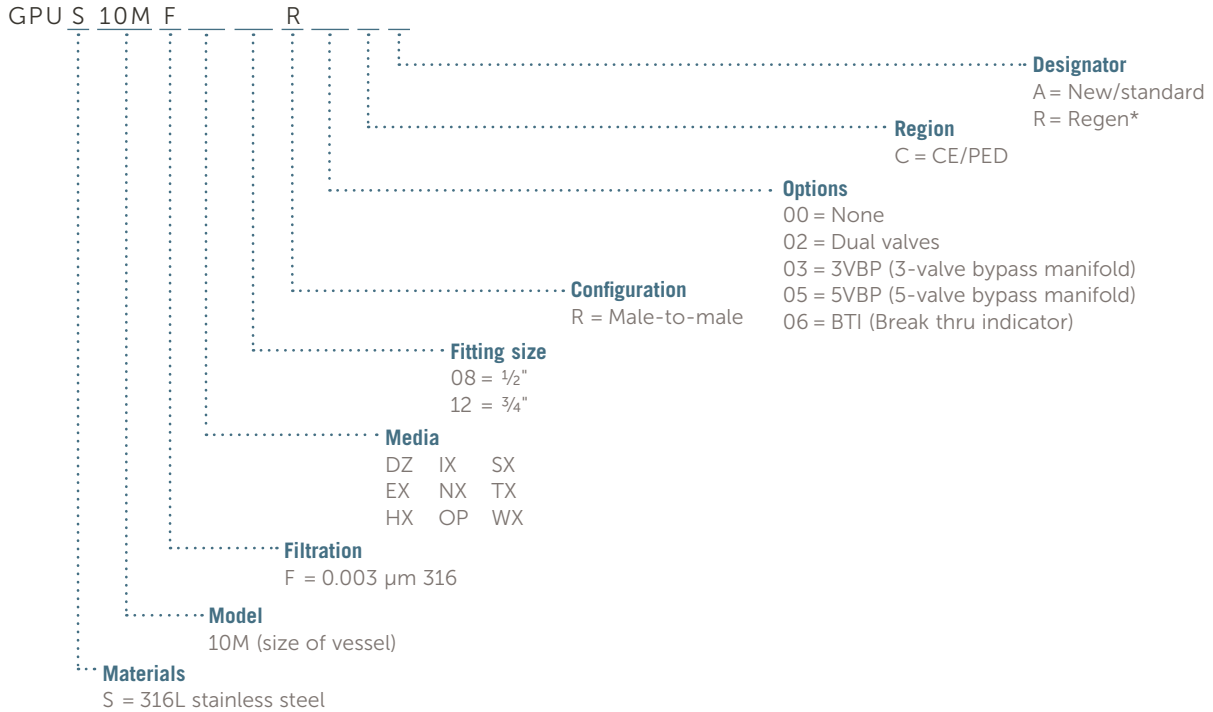 GPU S 10M F R
Designator
A = New/standard
R = Regen*
Region
C = CE/PED
Options
00 = None
02 = Dual valves
03 = 3VBP (3-valve bypass manifold)
05 = 5VBP (5-valve bypass manifold)
06 = BTI (Break thru indicator)
Configuration
R = Male-to-male
Fitting size
08 = ½"
12 = ¾"
Media
DZ IX SX
EX NX TX
HX OP WX
Filtration
F = 0.003 µm 316
Model
10M (size of vessel)
Materials
S = 316L stainless steel